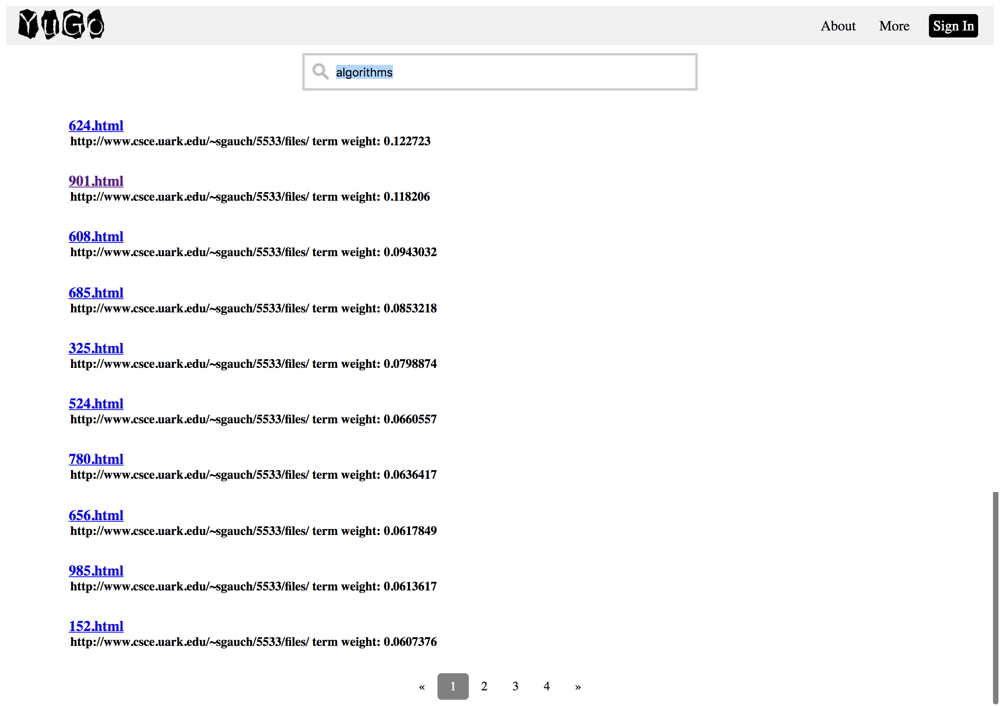 YuGo
About More Sign In
algorithms
624.html
http://www.csce.uark.edu/~sgauch/5533/files/ term weight: 0.122723
901.html
http://www.csce.uark.edu/~sgauch/5533/files/ term weight: 0.118206
608.html
http://www.csce.uark.edu/~sgauch/5533/files/ term weight: 0.0943032
685.html
http://www.csce.uark.edu/~sgauch/5533/files/ term weight: 0.0853218
325.html
http://www.csce.uark.edu/~sgauch/5533/files/ term weight: 0.0798874
524.html
http://www.csce.uark.edu/~sgauch/5533/files/ term weight: 0.0660557
780.html
http://www.csce.uark.edu/~sgauch/5533/files/ term weight: 0.0636417
656.html
http://www.csce.uark.edu/~sgauch/5533/files/ term weight: 0.0617849
985.html
http://www.csce.uark.edu/~sgauch/5533/files/ term weight: 0.0613617
152.html
http://www.csce.uark.edu/~sgauch/5533/files/ term weight: 0.0607376
« 1 2 3 4 »